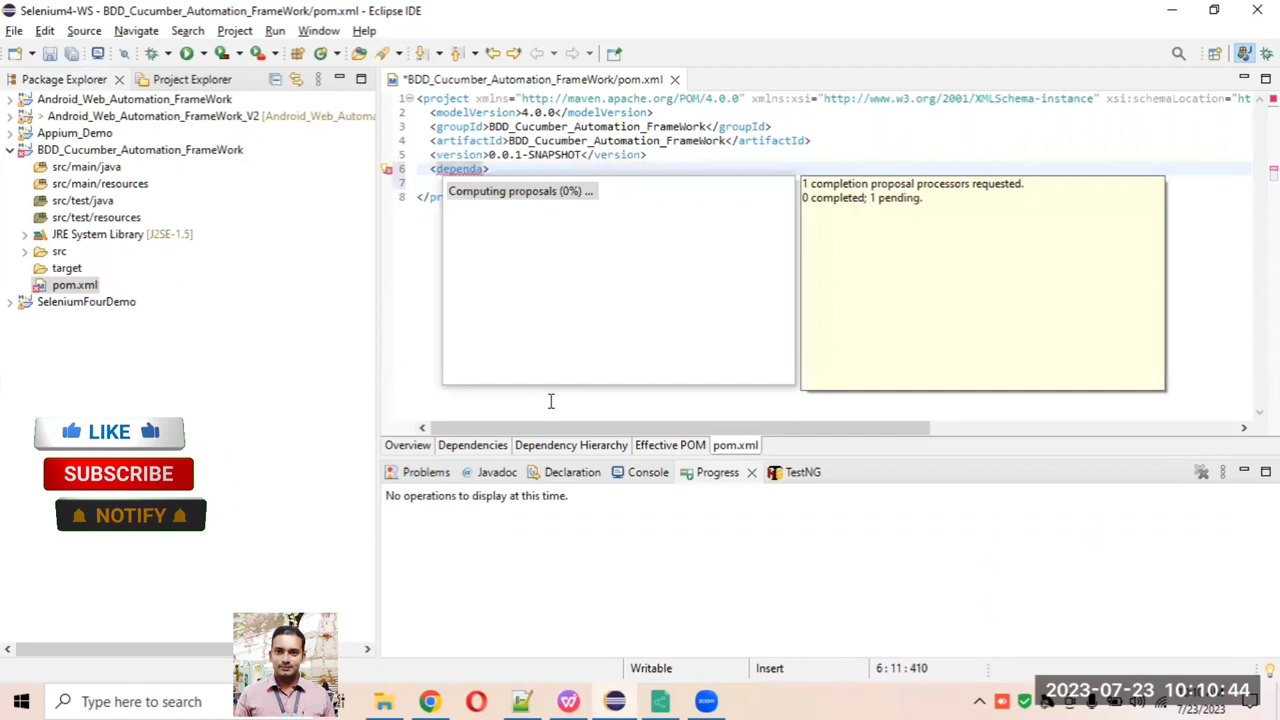 Selenium4-WS - BDD_Cucumber_Automation_FrameWork/pom.xml - Eclipse IDE
File Edit Source Navigate Search Project Run Window Help
Package Explorer Project Explorer
Android_Web_Automation_FrameWork
> Android_Web_Automation_FrameWork_V2 [Android_Web_Automa
Appium_Demo
BDD_Cucumber_Automation_FrameWork
src/main/java
src/main/resources
src/test/java
src/test/resources
JRE System Library [J2SE-1.5]
src
target
pom.xml
SeleniumFourDemo
*BDD_Cucumber_Automation_FrameWork/pom.xml
1 <project xmlns="http://maven.apache.org/POM/4.0.0" xmlns:xsi="http://www.w3.org/2001/XMLSchema-instance" xsi:schemaLocation="ht
2 <modelVersion>4.0.0</modelVersion>
3 <groupId>BDD_Cucumber_Automation_FrameWork</groupId>
4 <artifactId>BDD_Cucumber_Automation_FrameWork</artifactId>
5 <version>0.0.1-SNAPSHOT</version>
6 <dependa>
7
8 </pr
Computing proposals (0%) ...
1 completion proposal processors requested.
0 completed; 1 pending.
Overview Dependencies Dependency Hierarchy Effective POM pom.xml
Problems Javadoc Declaration Console Progress TestNG
No operations to display at this time.
LIKE
SUBSCRIBE
NOTIFY
Writable Insert 6 : 11 : 410
Type here to search
2023-07-23 10:10:44
7/23/2023